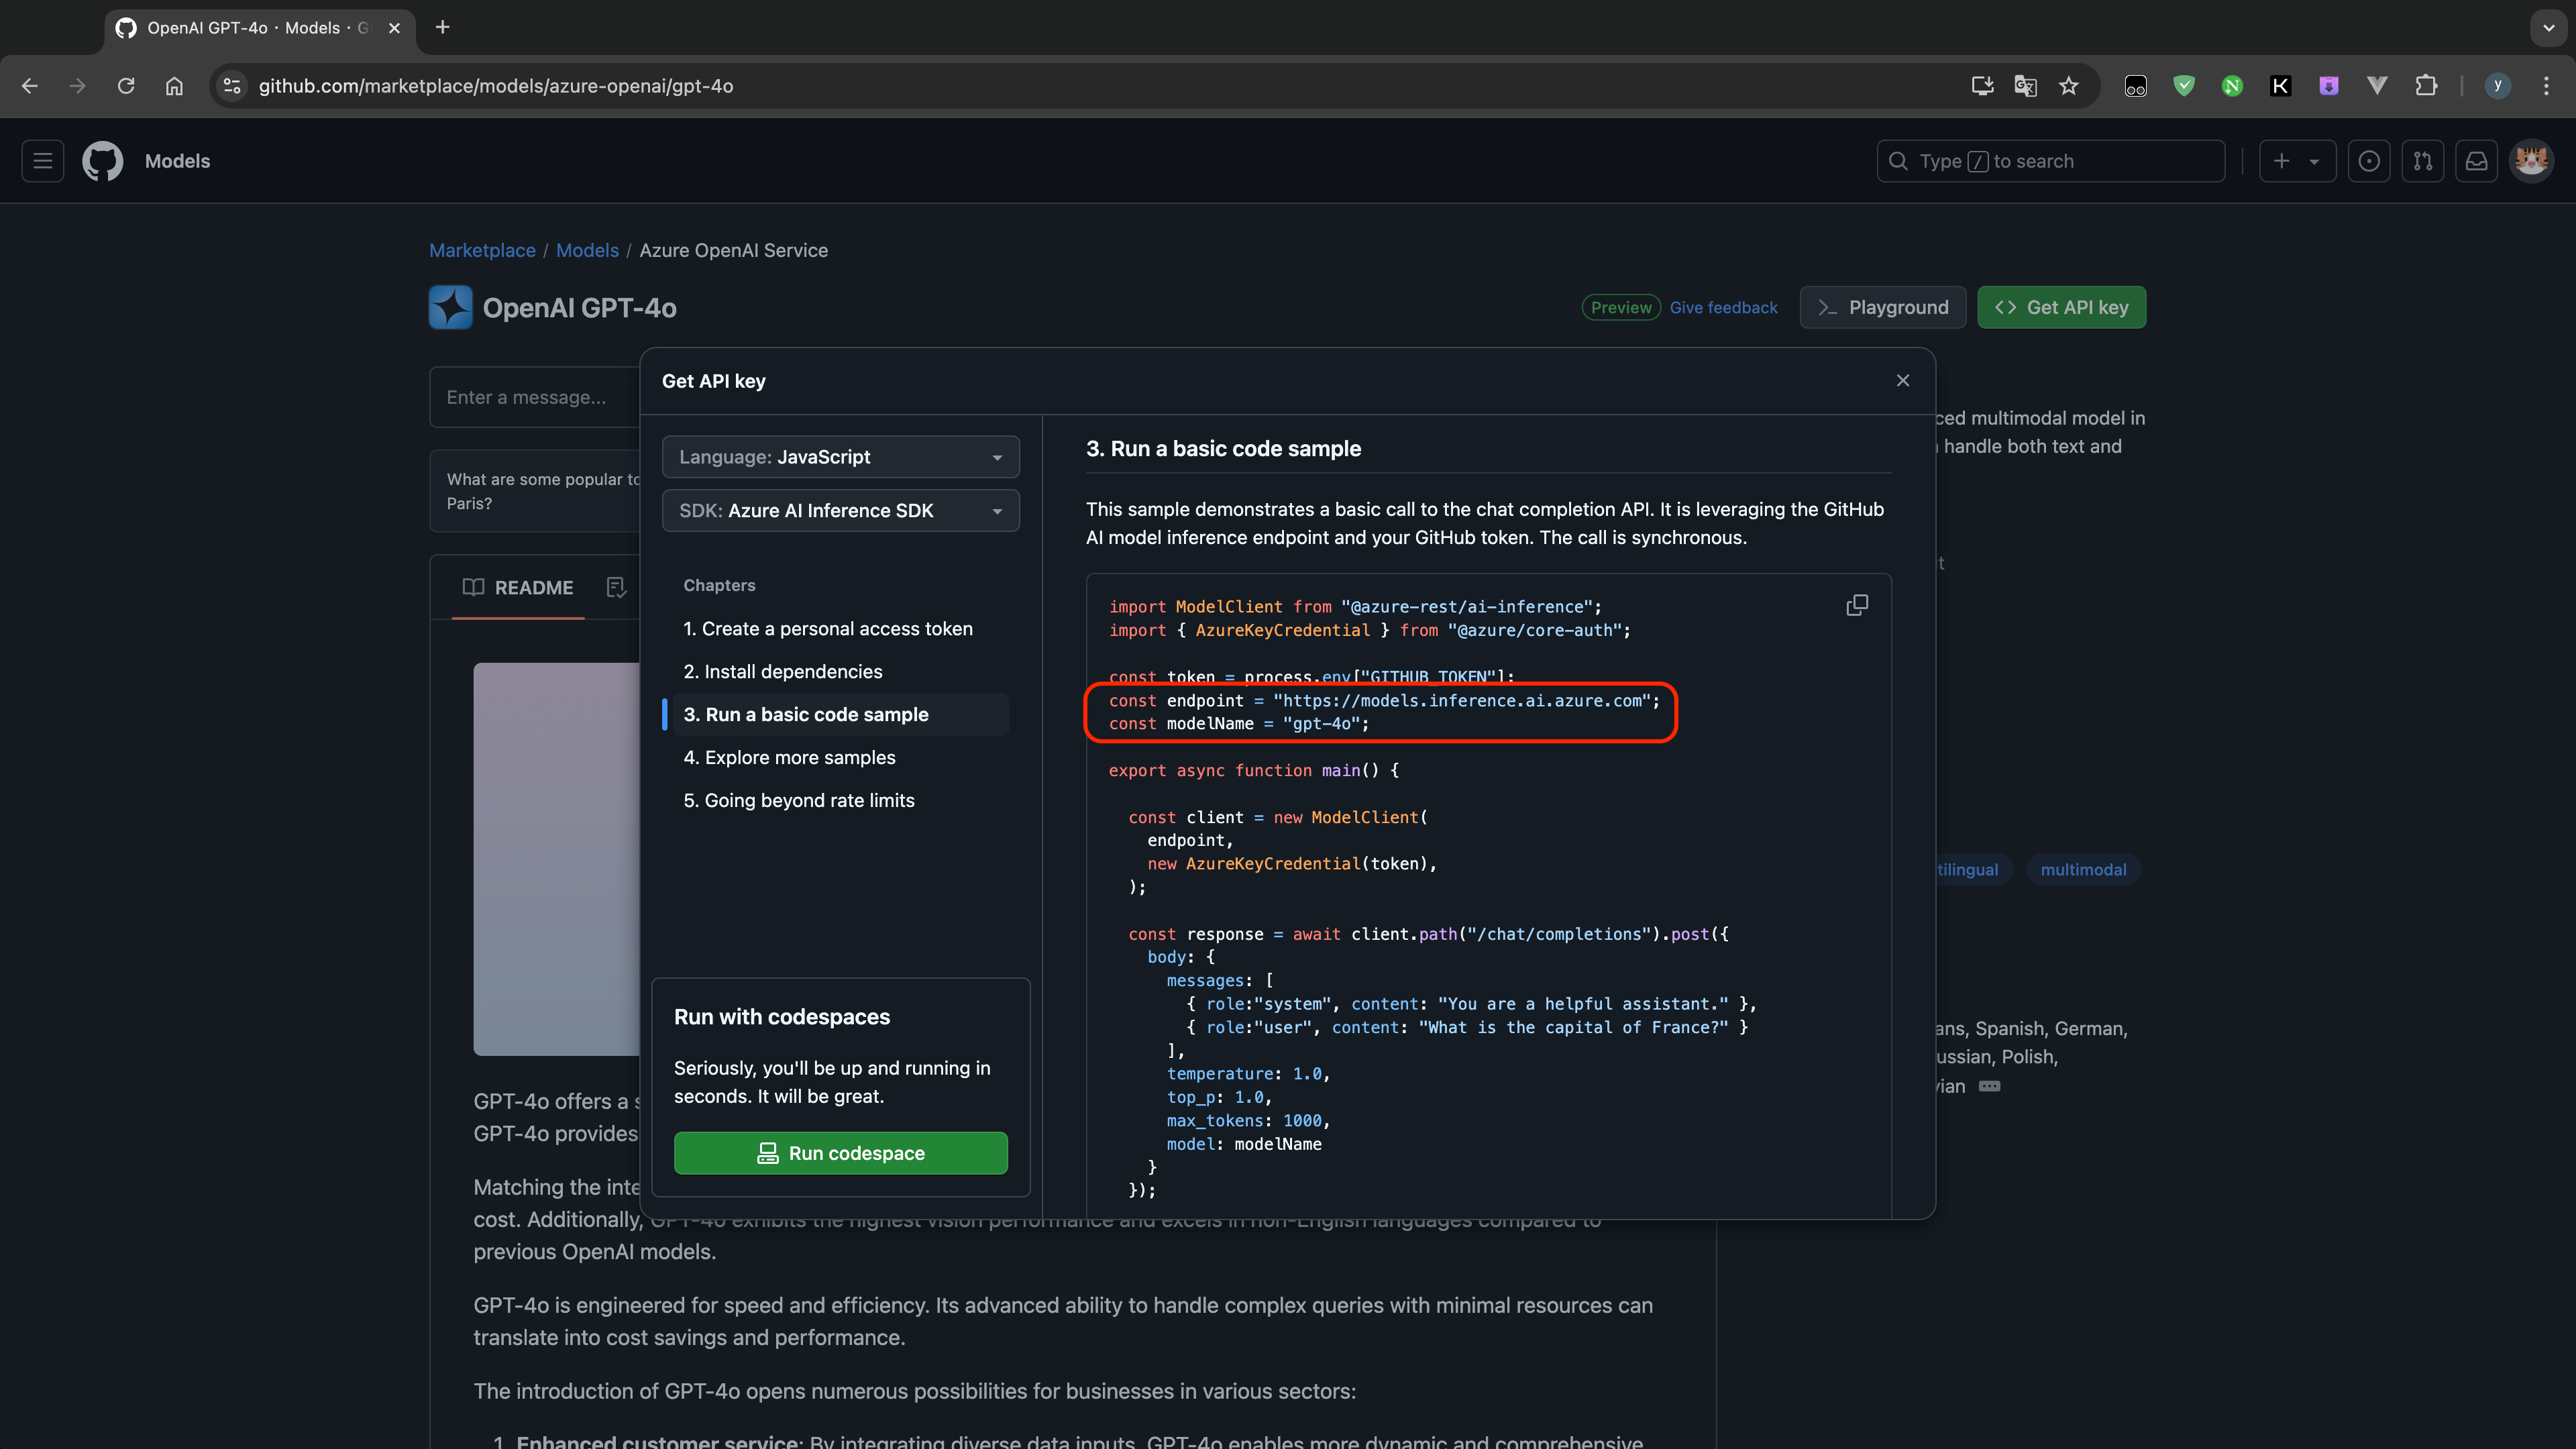 OpenAI GPT-4o · Models · G
github.com/marketplace/models/azure-openai/gpt-4o
y
Models
Type / to search
Marketplace / Models / Azure OpenAI Service
OpenAI GPT-4o
Preview
Give feedback
Playground
Get API key
Enter a message...
What are some popular to
Paris?
README
Get API key
Language: JavaScript
SDK: Azure AI Inference SDK
Chapters
1. Create a personal access token
2. Install dependencies
3. Run a basic code sample
4. Explore more samples
5. Going beyond rate limits
Run with codespaces
Seriously, you'll be up and running in
seconds. It will be great.
Run codespace
3. Run a basic code sample
This sample demonstrates a basic call to the chat completion API. It is leveraging the GitHub
AI model inference endpoint and your GitHub token. The call is synchronous.
import ModelClient from "@azure-rest/ai-inference";
import { AzureKeyCredential } from "@azure/core-auth";
const token = process.env["GITHUB_TOKEN"];
const endpoint = "https://models.inference.ai.azure.com";
const modelName = "gpt-4o";
export async function main() {
const client = new ModelClient(
endpoint,
new AzureKeyCredential(token),
);
const response = await client.path("/chat/completions").post({
body: {
messages: [
{ role:"system", content: "You are a helpful assistant." },
{ role:"user", content: "What is the capital of France?" }
],
temperature: 1.0,
top_p: 1.0,
max_tokens: 1000,
model: modelName
}
});
ced multimodal model in
handle both text and
t
tilingual
multimodal
ans, Spanish, German,
ussian, Polish,
vian
GPT-4o offers a s
GPT-4o provides
Matching the inte
cost. Additionally, GPT-4o exhibits the highest vision performance and excels in non-English languages compared to
previous OpenAI models.
GPT-4o is engineered for speed and efficiency. Its advanced ability to handle complex queries with minimal resources can
translate into cost savings and performance.
The introduction of GPT-4o opens numerous possibilities for businesses in various sectors:
1. Enhanced customer service: By integrating diverse data inputs, GPT-4o enables more dynamic and comprehensive